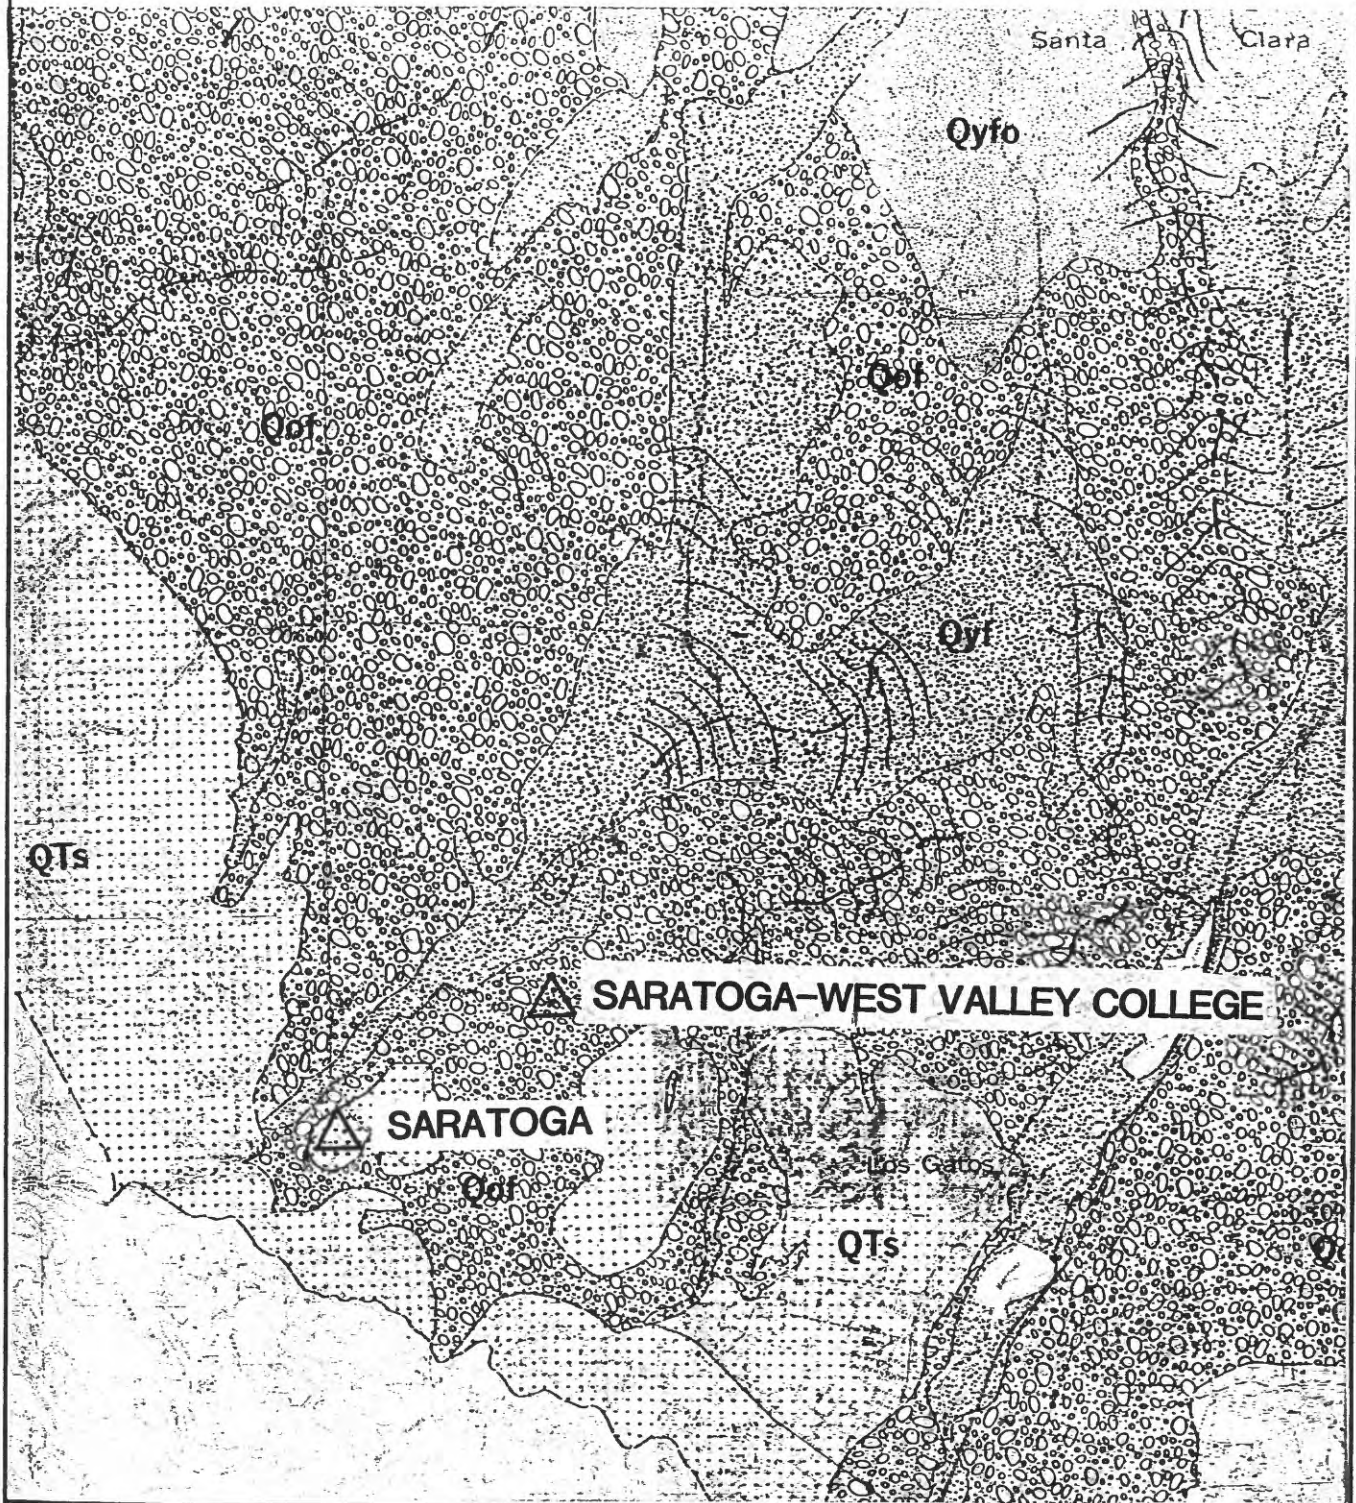 Santa Clara
Qyfo
Qof
Qof
Qyf
QTs
SARATOGA–WEST VALLEY COLLEGE
SARATOGA
Los Gatos
Qof
QTs